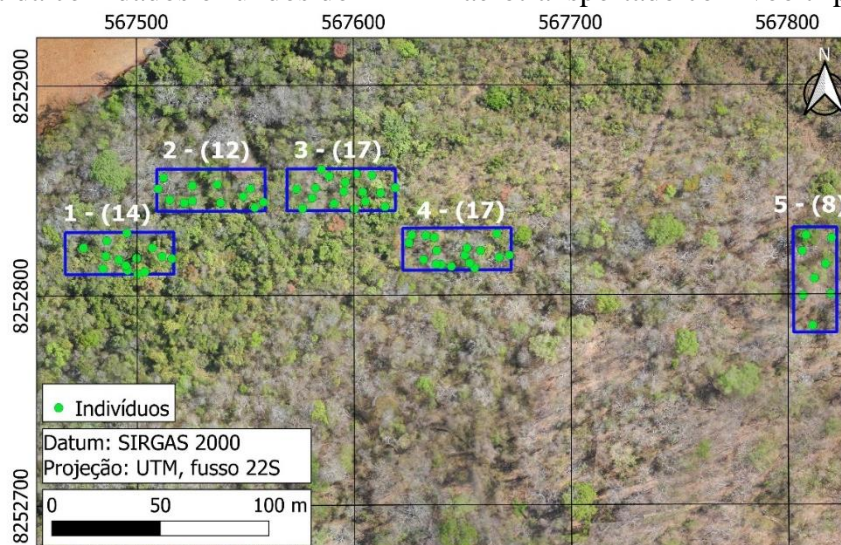 567500 567600 567700 567800
N
8252900
2 - (12) 3 - (17)
1 - (14) 4 - (17) 5 - (8)
8252800
Indivíduos
Datum: SIRGAS 2000
Projeção: UTM, fusso 22S
0 50 100 m
8252700